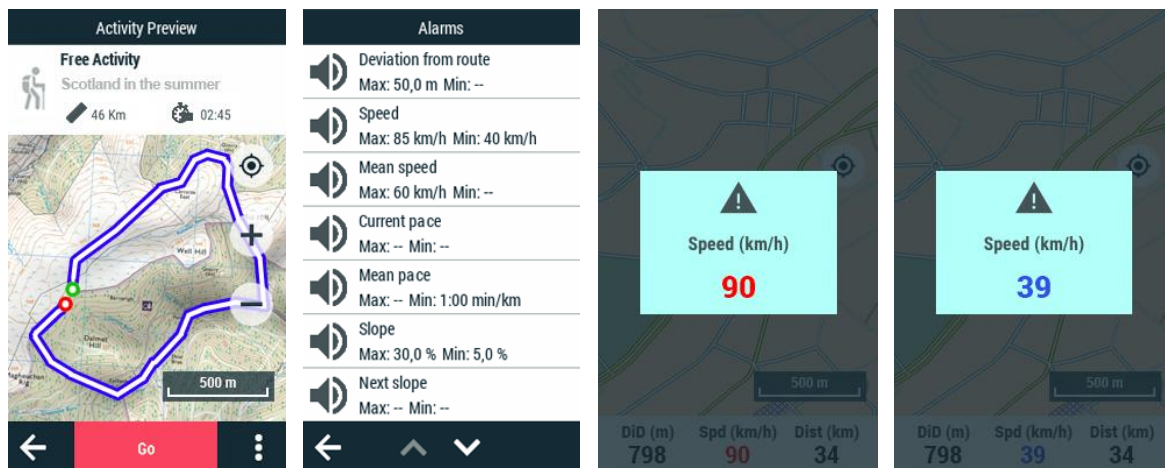 Activity Preview
Free Activity
Scotland in the summer
46 Km 02:45
Well Hill
Dalmet
Hill
500 m
Go
Alarms
Deviation from route
Max: 50,0 m Min: --
Speed
Max: 85 km/h Min: 40 km/h
Mean speed
Max: 60 km/h Min: --
Current pace
Max: -- Min: --
Mean pace
Max: -- Min: 1:00 min/km
Slope
Max: 30,0 % Min: 5,0 %
Next slope
Max: -- Min: --
Speed (km/h)
90
500 m
DiD (m) Spd (km/h) Dist (km)
798 90 34
Speed (km/h)
39
500 m
DiD (m) Spd (km/h) Dist (km)
798 39 34